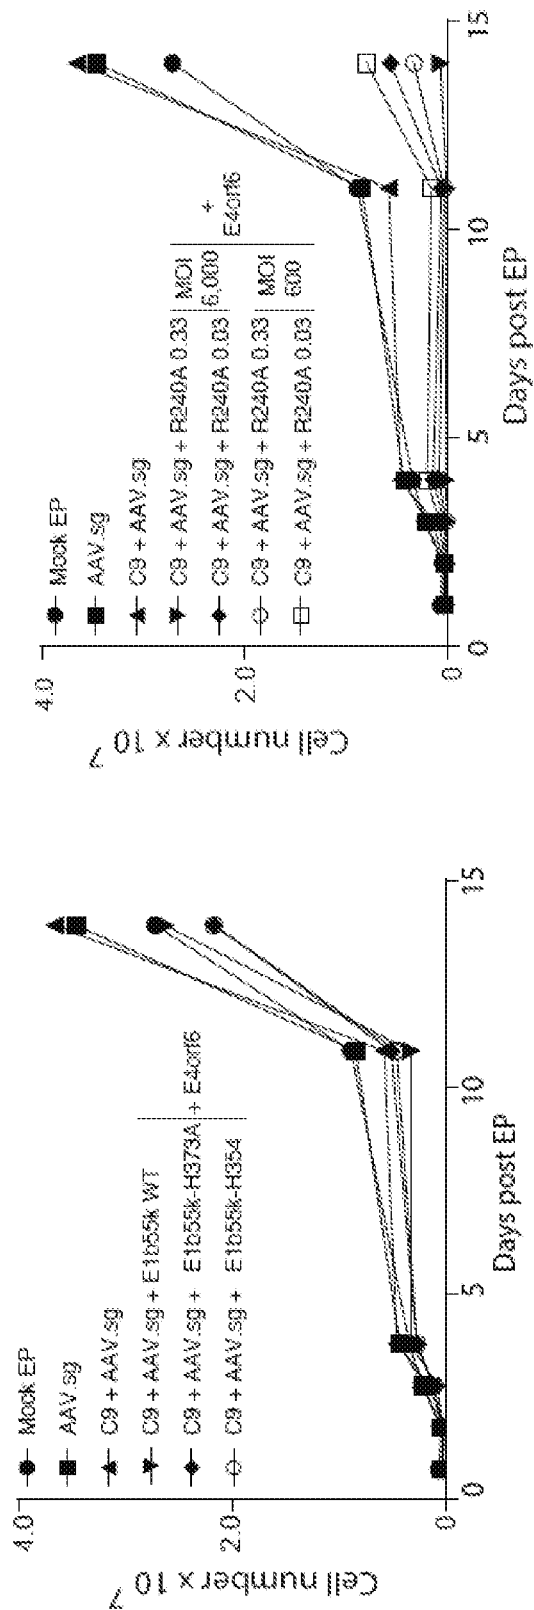 4.0
2.0
0
Cell number x 10
7
0
5
10
15
Days post EP
Mock EP
AAV.sg
C9 + AAV.sg
C9 + AAV.sg + E1b55k WT
C9 + AAV.sg + E1b55k-H373A + E4orf6
C9 + AAV.sg + E1b55k-H354
4.0
2.0
0
Cell number x 10
7
0
5
10
15
Days post EP
Mock EP
AAV.sg
C9 + AAV.sg
C9 + AAV.sg + R240A 0.33
C9 + AAV.sg + R240A 0.03
C9 + AAV.sg + R240A 0.33
C9 + AAV.sg + R240A 0.03
MOI
6,000
MOI
600
+
E4orf6